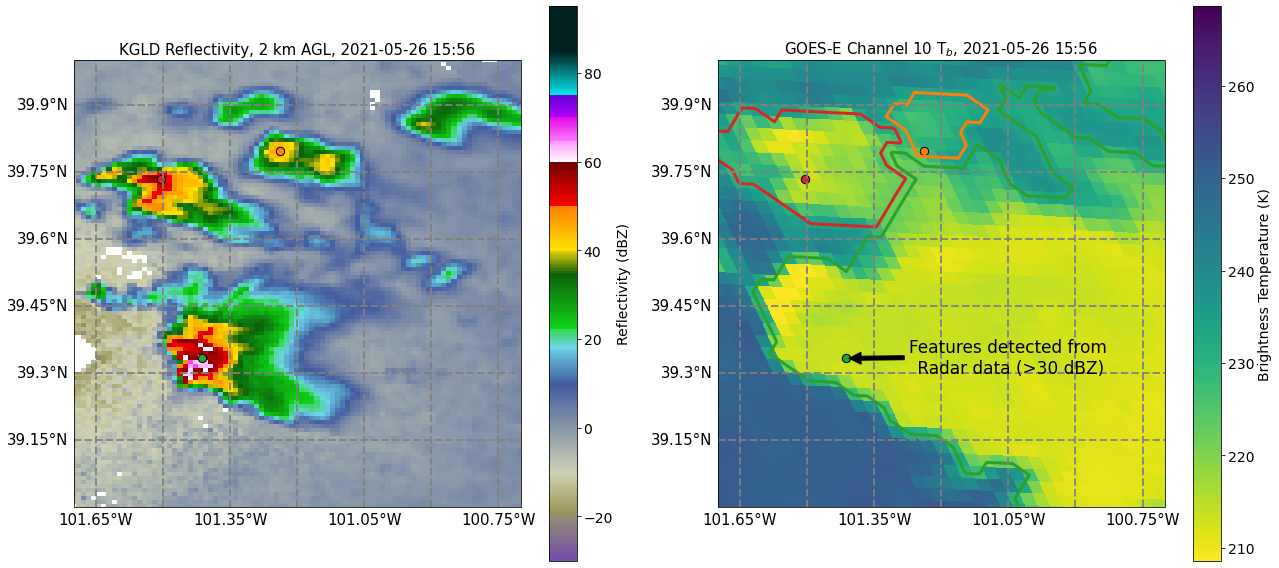 KGLD Reflectivity, 2 km AGL, 2021-05-26 15:56
39.9°N
39.75°N
39.6°N
39.45°N
39.3°N
39.15°N
101.65°W
101.35°W
101.05°W
100.75°W
80
60
40
20
0
−20
Reflectivity (dBZ)
GOES-E Channel 10 T_b, 2021-05-26 15:56
39.9°N
39.75°N
39.6°N
39.45°N
39.3°N
39.15°N
Features detected from
Radar data (>30 dBZ)
101.65°W
101.35°W
101.05°W
100.75°W
260
250
240
230
220
210
Brightness Temperature (K)